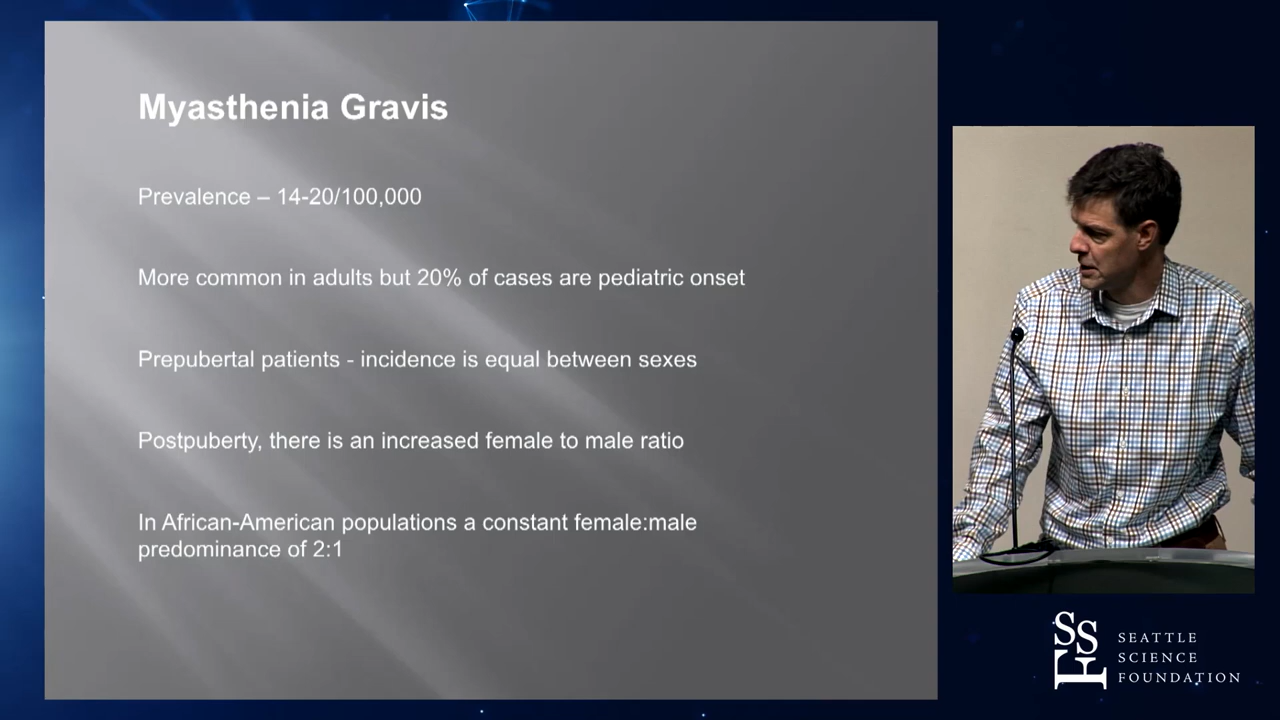 Myasthenia Gravis
Prevalence – 14-20/100,000
More common in adults but 20% of cases are pediatric onset
Prepubertal patients - incidence is equal between sexes
Postpuberty, there is an increased female to male ratio
In African-American populations a constant female:male
predominance of 2:1
SSF
SEATTLE
SCIENCE
FOUNDATION